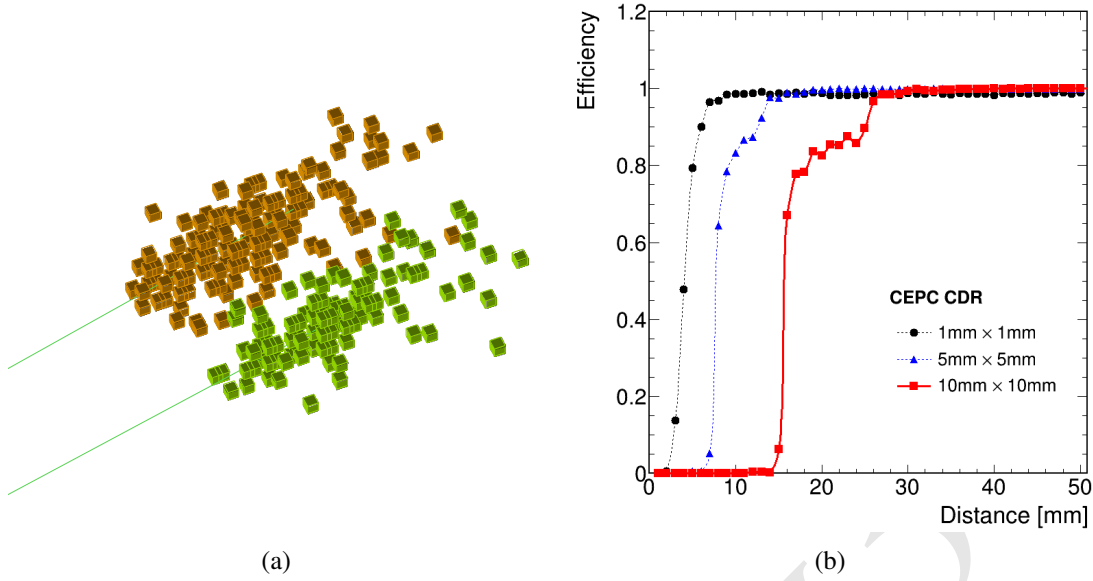 Efficiency
1.2
1
0.8
0.6
0.4
0.2
0
0 10 20 30 40 50
Distance [mm]
CEPC CDR
1mm × 1mm
5mm × 5mm
10mm × 10mm
(a)
(b)